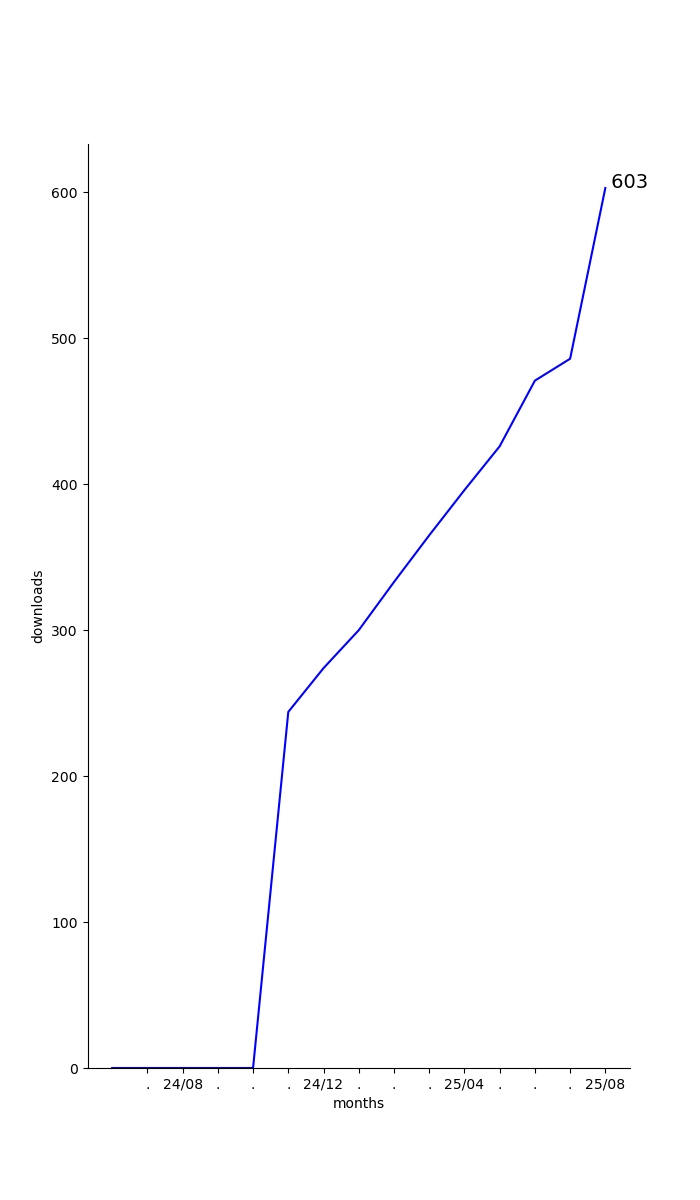 603
600
500
400
300
200
100
0
downloads
. 24/08 . . . 24/12 . . . 25/04 . . . 25/08
months